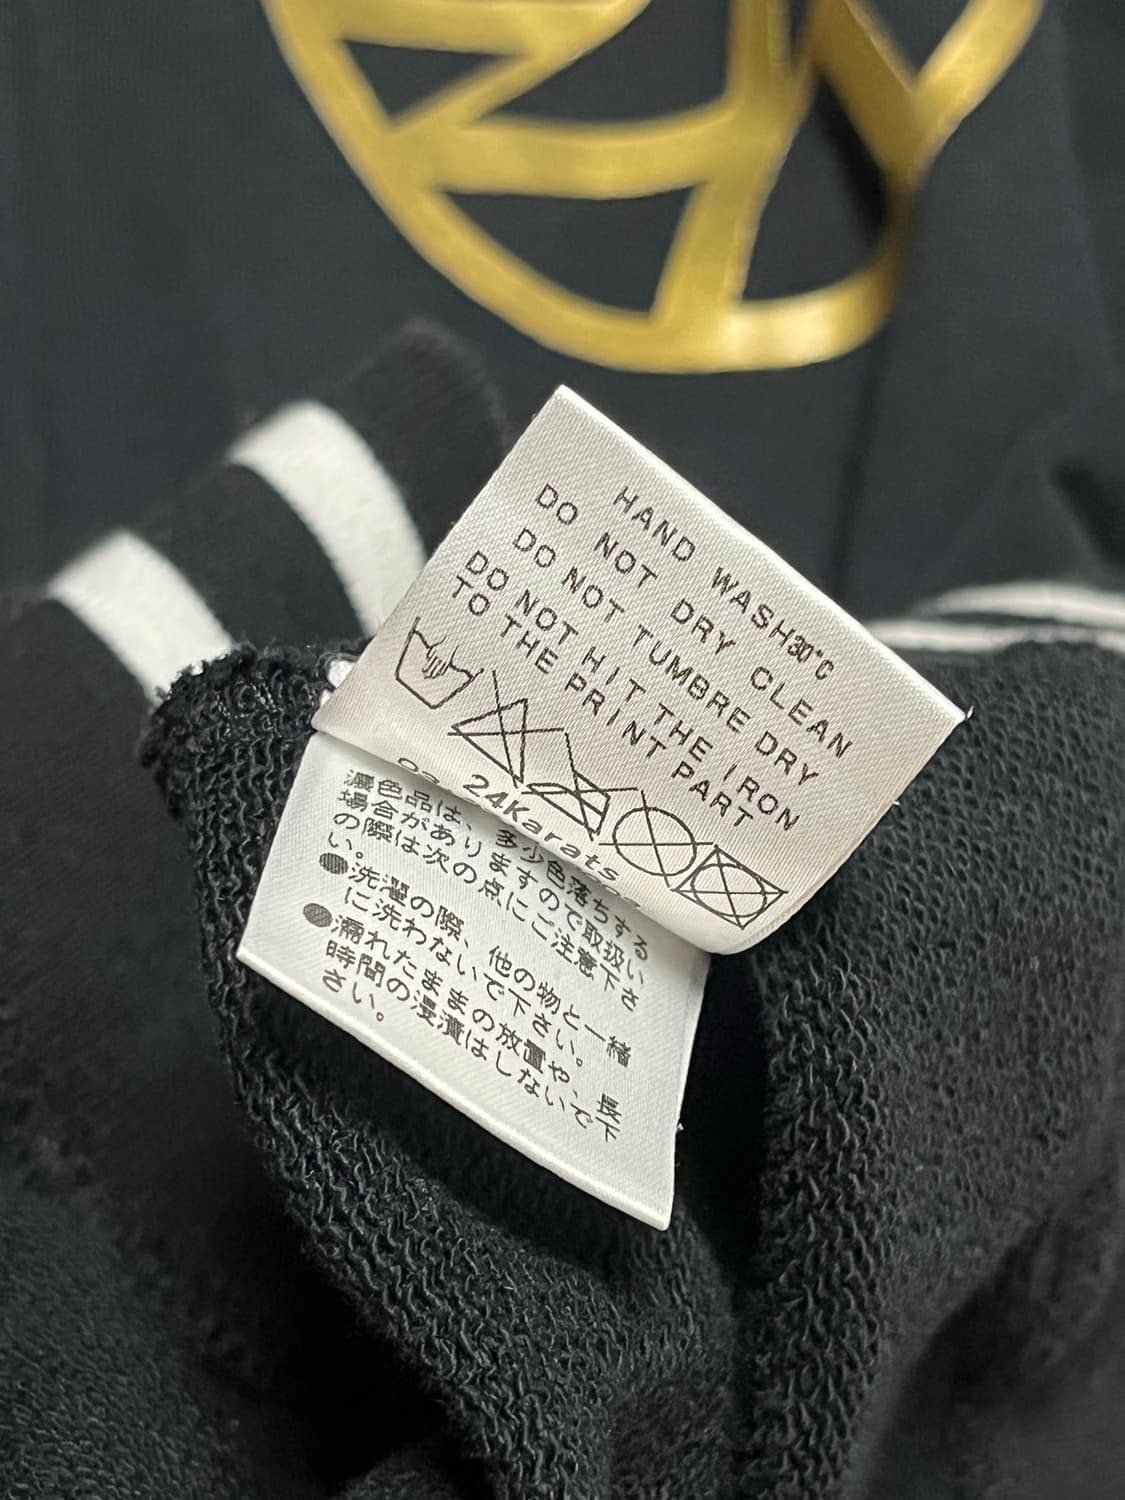 HAND WASH30℃
DO NOT DRY CLEAN
DO NOT TUMBRE DRY
DO NOT HIT THE IRON
TO THE PRINT PART
24Karats
濃色品は、多少色落ちする
場合がありますので取扱い
の際は次の点にご注意下さ
い。
●洗濯の際、他の物と一緒
に洗わないで下さい。
●濡れたままの放置や、長
時間の浸漬はしないで下
さい。